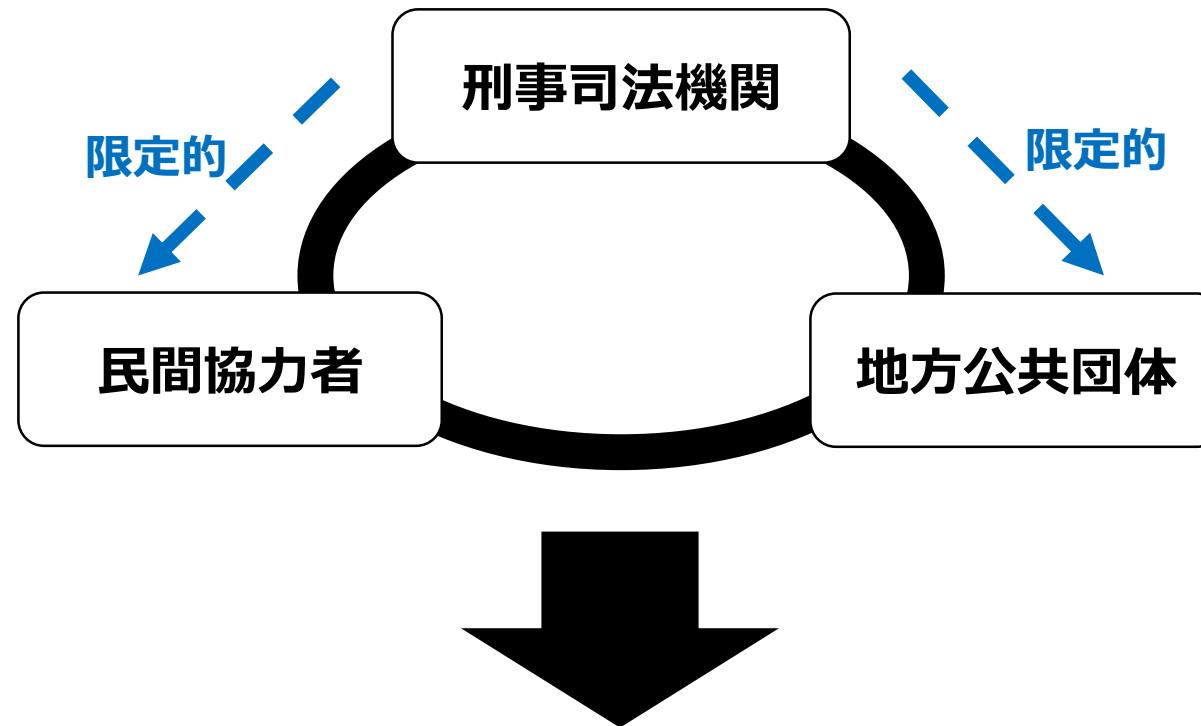 刑事司法機関
限定的
限定的
民間協力者
地方公共団体